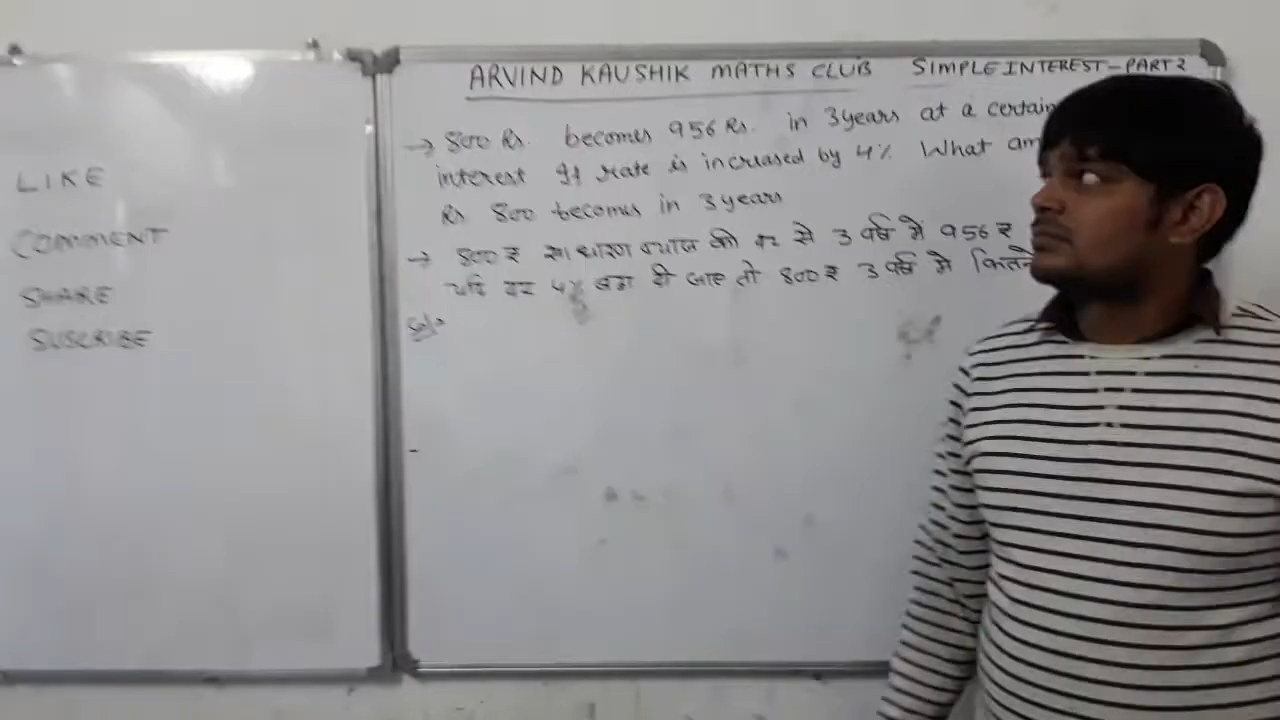 LIKE
COMMENT
SHARE
SUSCRIBE
ARVIND KAUSHIK MATHS CLUB SIMPLE INTEREST-PART 2
→ 800 Rs. becomes 956 Rs. in 3 years at a certain
interest If rate is increased by 4% What am
Rs 800 becomes in 3 years
→ 800 ₹ साधारण ब्याज की दर से 3 वर्ष में 956 ₹
यदि दर 4% बढ़ा दी जाए तो 800 ₹ 3 वर्ष मे कितने
Solⁿ